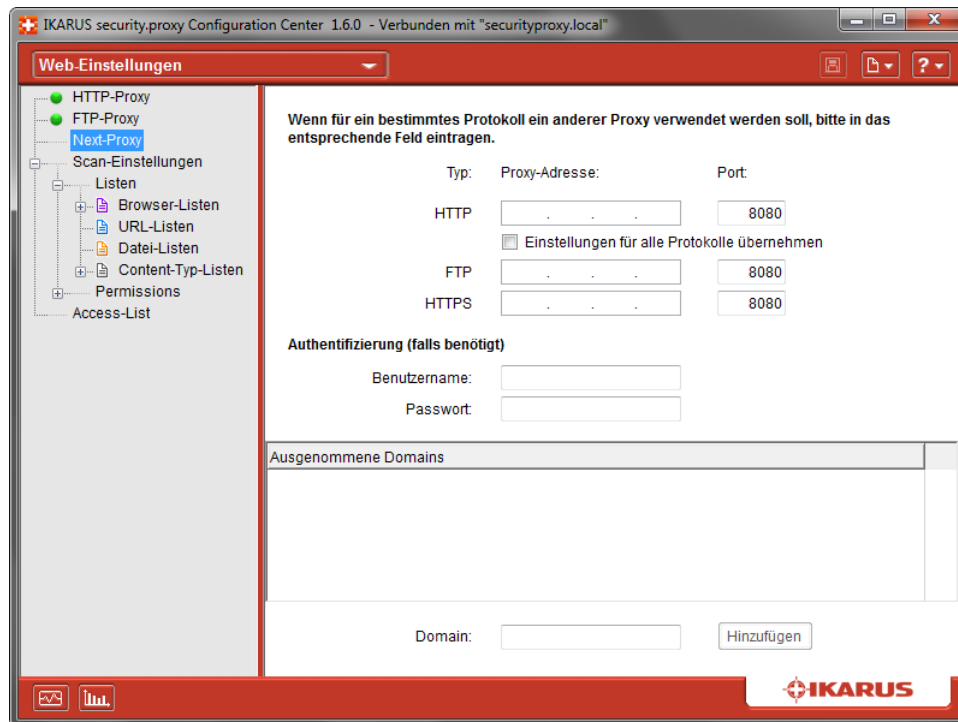 IKARUS security.proxy Configuration Center 1.6.0 - Verbunden mit "securityproxy.local"
Web-Einstellungen
?
HTTP-Proxy
FTP-Proxy
Next-Proxy
Scan-Einstellungen
Listen
Browser-Listen
URL-Listen
Datei-Listen
Content-Typ-Listen
Permissions
Access-List
Wenn für ein bestimmtes Protokoll ein anderer Proxy verwendet werden soll, bitte in das
entsprechende Feld eintragen.
Typ: Proxy-Adresse: Port:
HTTP . . . 8080
Einstellungen für alle Protokolle übernehmen
FTP . . . 8080
HTTPS . . . 8080
Authentifizierung (falls benötigt)
Benutzername:
Passwort:
Ausgenommene Domains
Domain: Hinzufügen
IKARUS